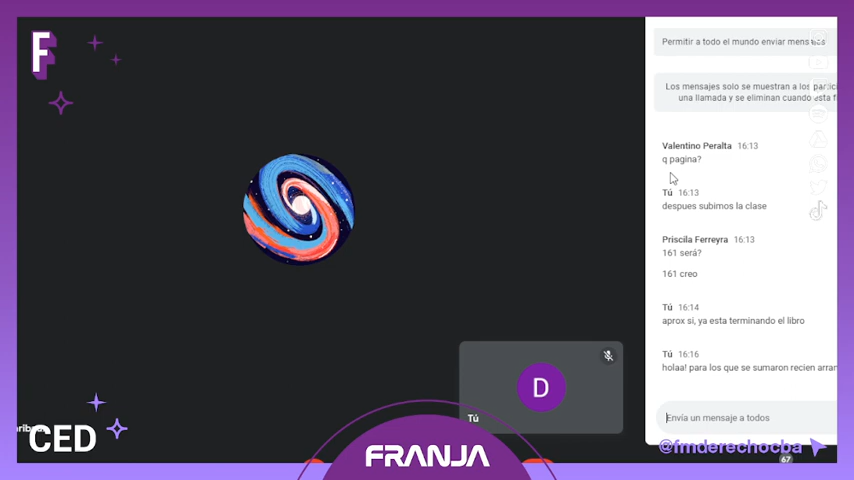 F
Permitir a todo el mundo enviar mensajes
Los mensajes solo se muestran a los partici
una llamada y se eliminan cuando esta fi
Valentino Peralta 16:13
q pagina?
Tú 16:13
despues subimos la clase
Priscila Ferreyra 16:13
161 será?
161 creo
Tú 16:14
aprox si, ya esta terminando el libro
Tú 16:16
holaa! para los que se sumaron recien arran
D
Tú
Envía un mensaje a todos
CED
FRANJA
@fmderechocba
67